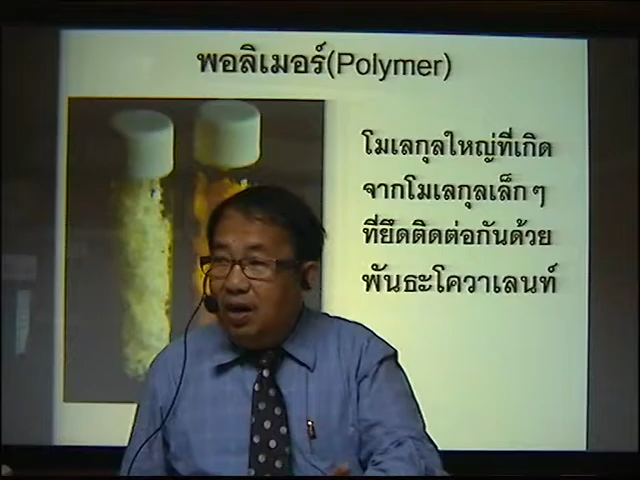 พอลิเมอร์(Polymer)
โมเลกุลใหญ่ที่เกิด
จากโมเลกุลเล็กๆ
ที่ยึดติดต่อกันด้วย
พันธะโควาเลนท์